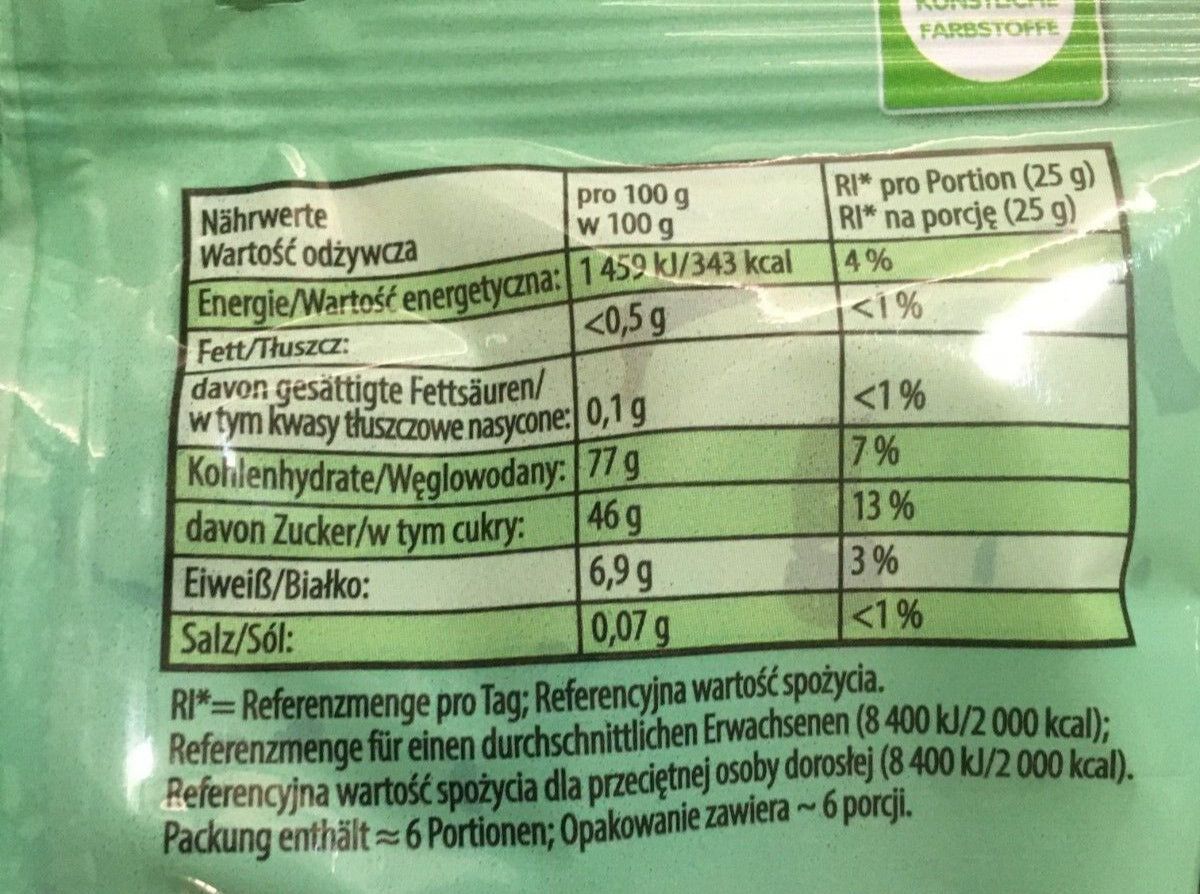 FARBSTOFFE
Nährwerte
Wartość odżywcza
pro 100 g
w 100 g
RI* pro Portion (25 g)
RI* na porcję (25 g)
Energie/Wartość energetyczna: 1 459 kJ/343 kcal 4 %
Fett/Tłuszcz: <0,5 g <1 %
davon gesättigte Fettsäuren/
w tym kwasy tłuszczowe nasycone: 0,1 g <1 %
Kohlenhydrate/Węglowodany: 77 g 7 %
davon Zucker/w tym cukry: 46 g 13 %
Eiweiß/Białko: 6,9 g 3 %
Salz/Sól: 0,07 g <1 %
RI*= Referenzmenge pro Tag; Referencyjna wartość spożycia.
Referenzmenge für einen durchschnittlichen Erwachsenen (8 400 kJ/2 000 kcal);
Referencyjna wartość spożycia dla przeciętnej osoby dorosłej (8 400 kJ/2 000 kcal).
Packung enthält ≈ 6 Portionen; Opakowanie zawiera ~ 6 porcji.